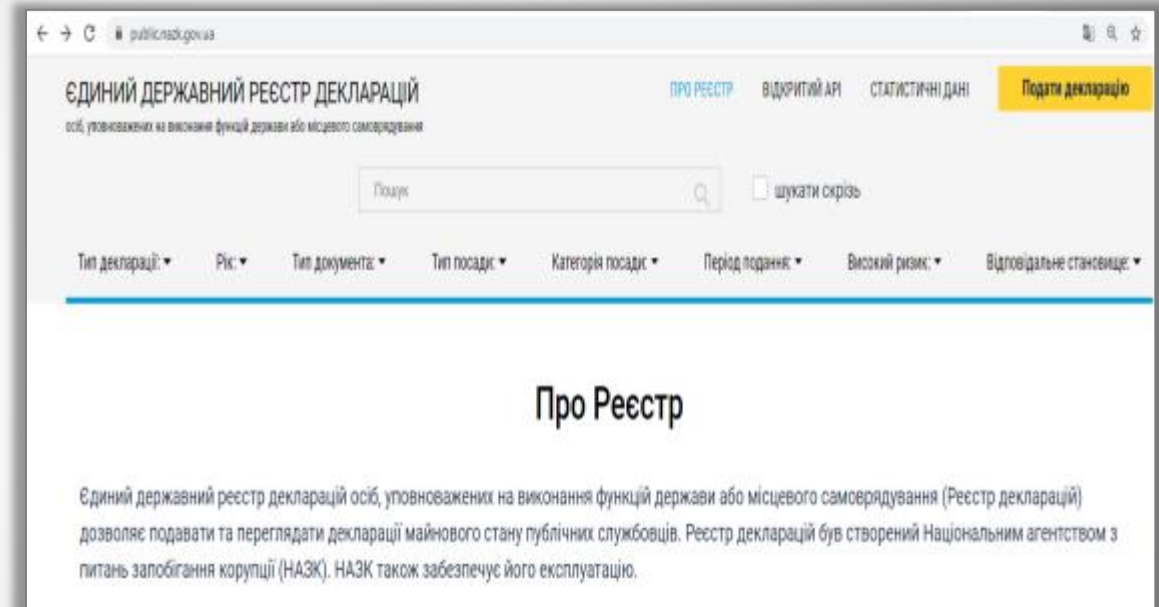 public.nazk.gov.ua
ЄДИНИЙ ДЕРЖАВНИЙ РЕЄСТР ДЕКЛАРАЦІЙ
ПРО РЕЄСТР ВІДКРИТИЙ АРІ СТАТИСТИЧНІ ДАНІ Подати декларацію
осіб, уповноважених на виконання функцій держави або місцевого самоврядування
Пошук шукати скрізь
Тип декларації: Рік: Тип документа: Тип посади: Категорія посади: Період подання: Високий ризик: Відповідальне становище:
Про Реєстр
Єдиний державний реєстр декларацій осіб, уповноважених на виконання функцій держави або місцевого самоврядування (Реєстр декларацій)
дозволяє подавати та переглядати декларації майнового стану публічних службовців. Реєстр декларацій був створений Національним агентством з
питань запобігання корупції (НАЗК). НАЗК також забезпечує його експлуатацію.